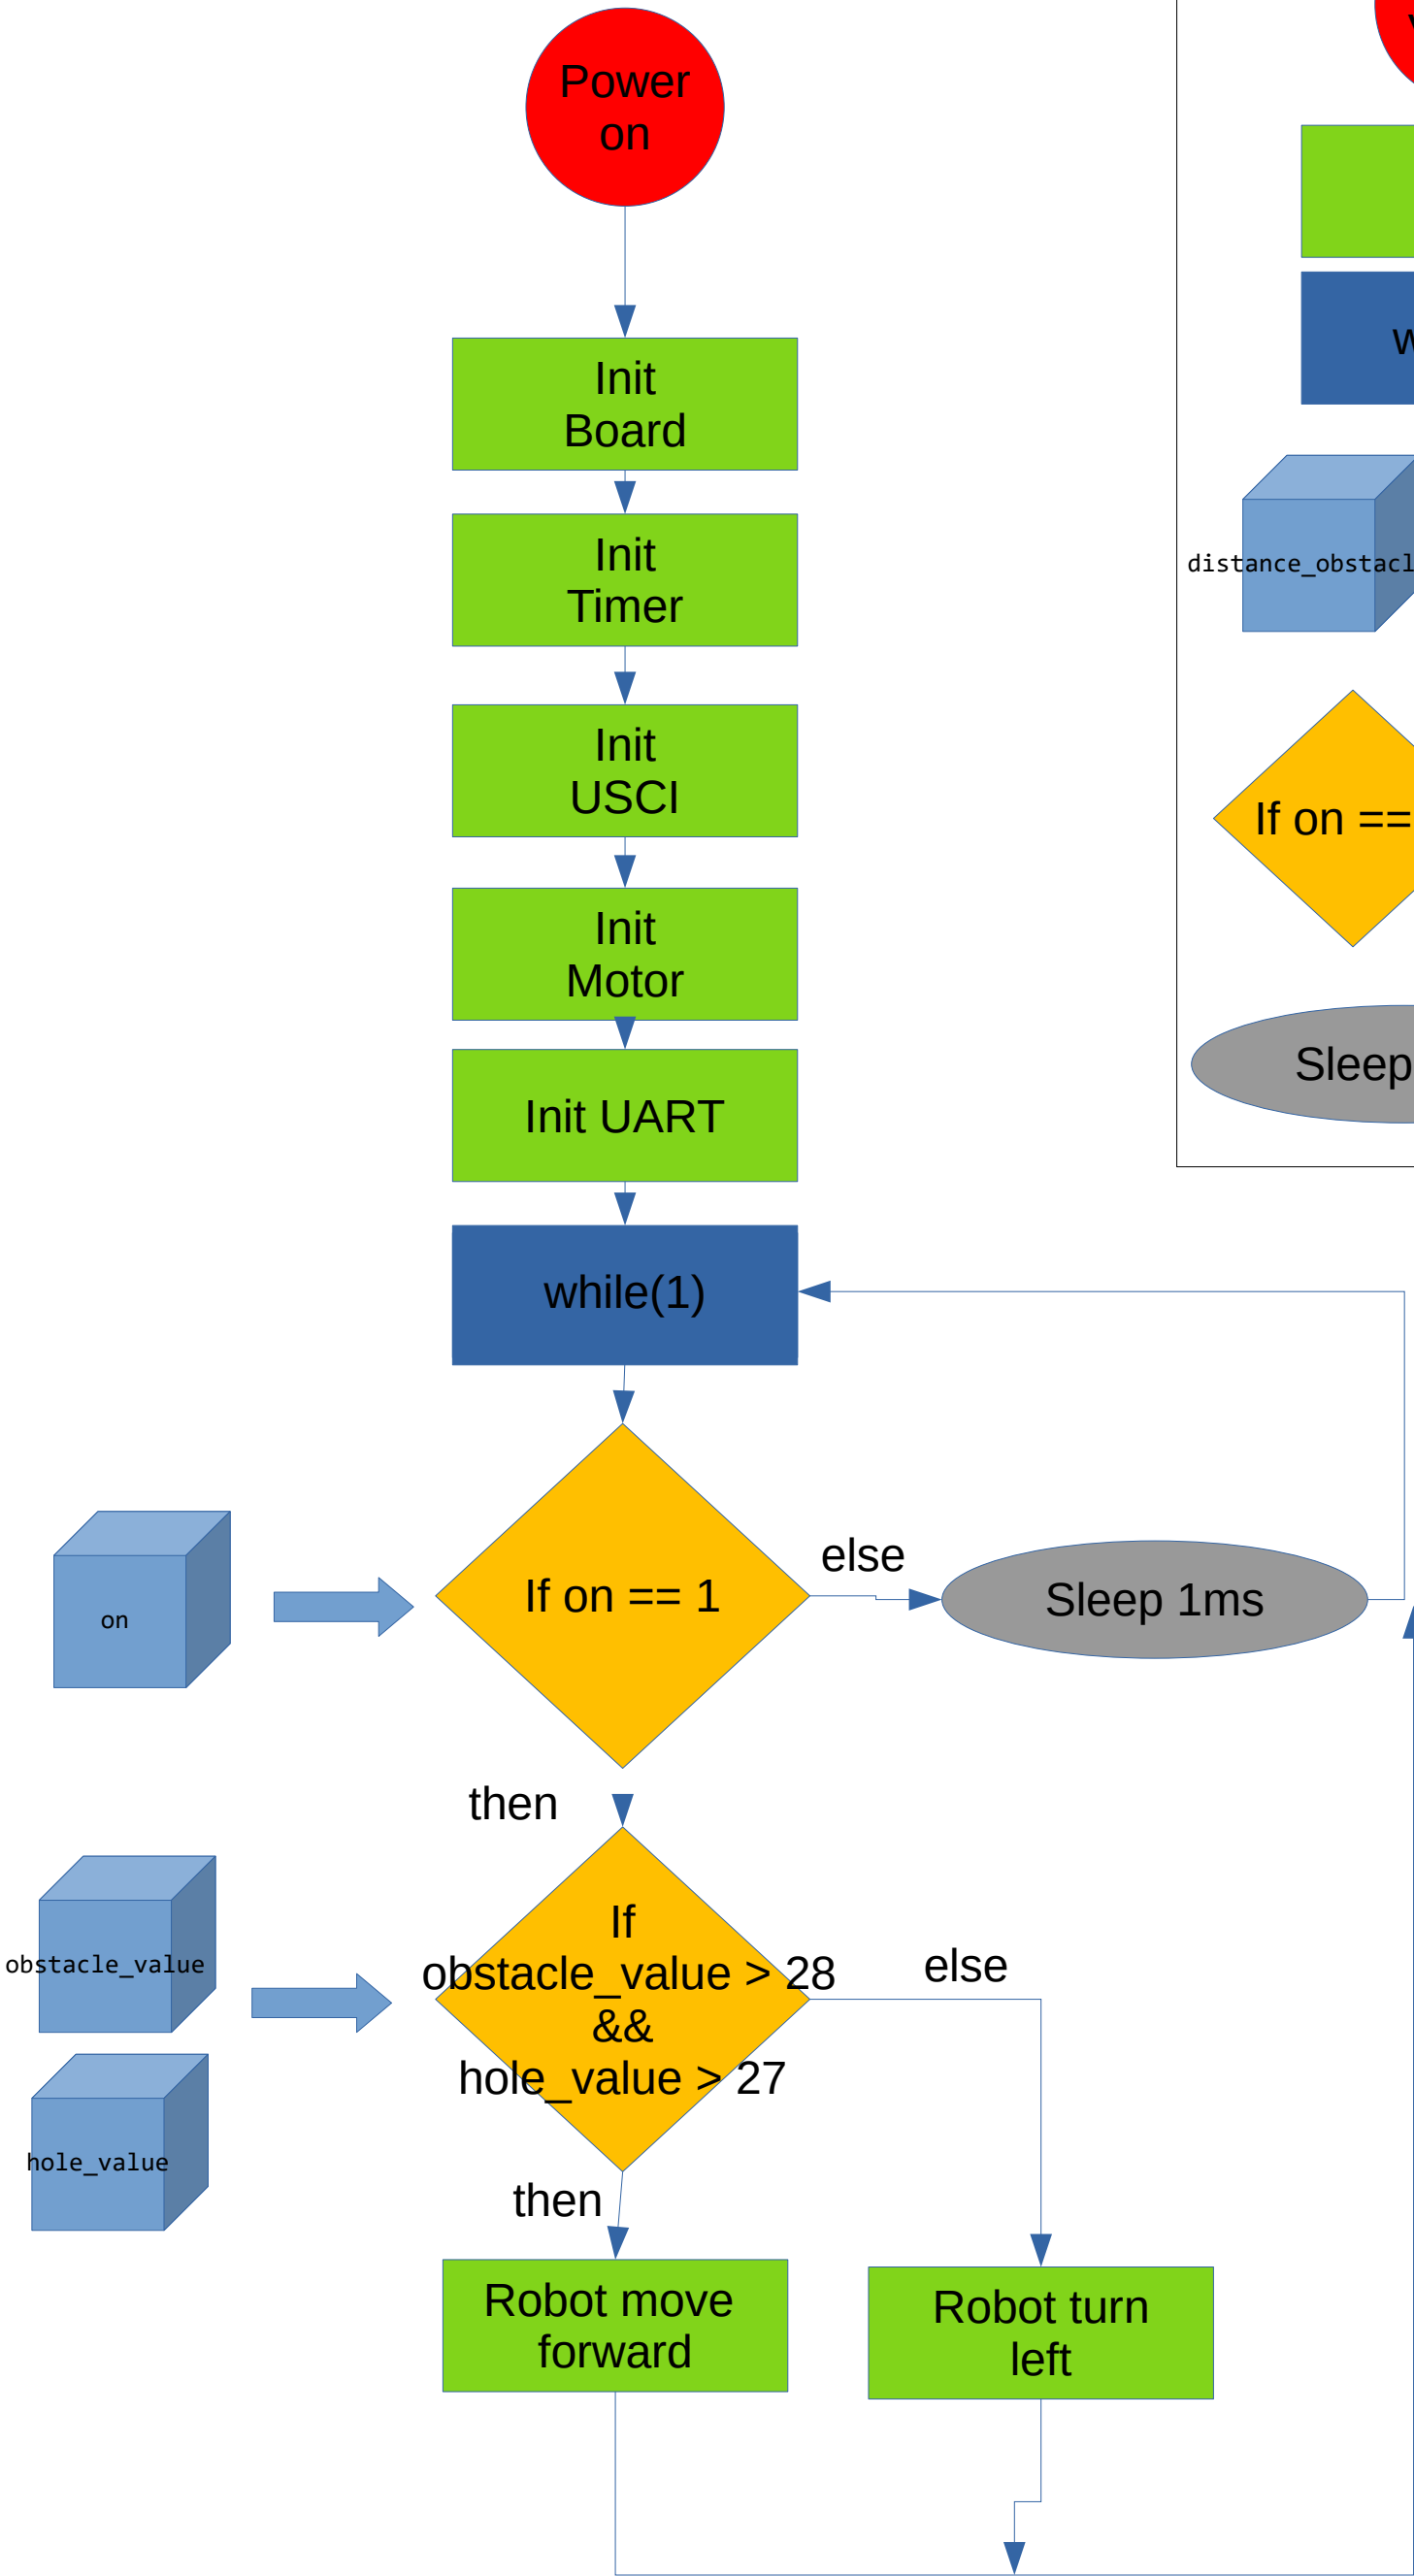 Power
on
Init
Board
Init
Timer
Init
USCI
Init
Motor
Init UART
while(1)
If on == 1
else
Sleep 1ms
on
then
If
obstacle_value > 28
&&
hole_value > 27
else
obstacle_value
hole_value
then
Robot move
forward
Robot turn
left
distance_obstacl
If on ==
Sleep